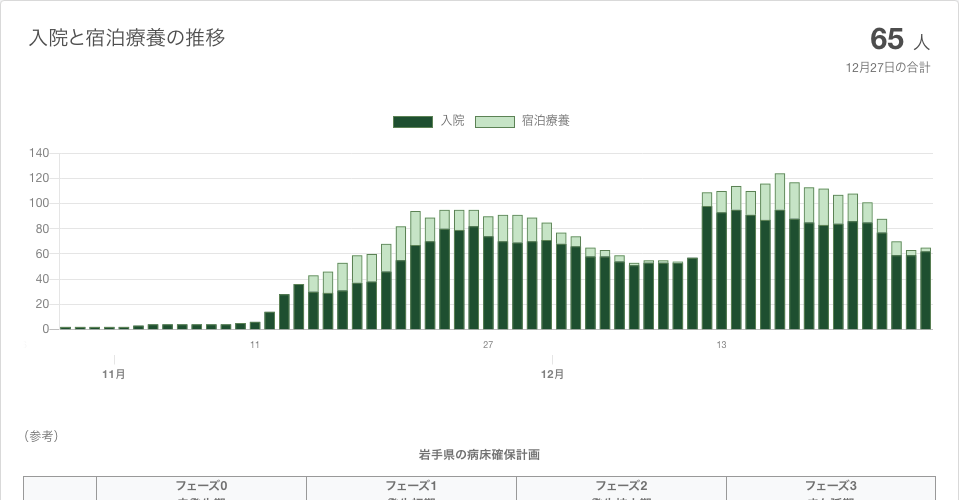 入院と宿泊療養の推移
65 人
12月27日の合計
入院 宿泊療養
140
120
100
80
60
40
20
0
11 27 13
11月 12月
（参考）
岩手県の病床確保計画
フェーズ0 フェーズ1 フェーズ2 フェーズ3